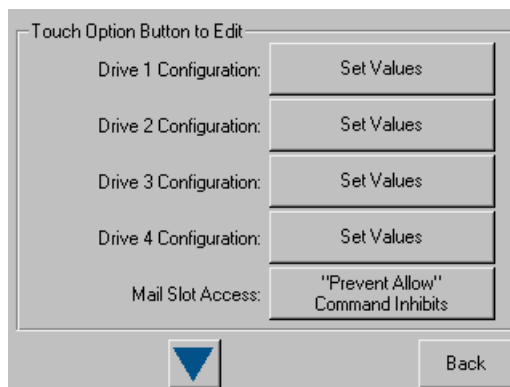 Touch Option Button to Edit
Drive 1 Configuration: Set Values
Drive 2 Configuration: Set Values
Drive 3 Configuration: Set Values
Drive 4 Configuration: Set Values
Mail Slot Access: "Prevent Allow"
Command Inhibits
Back